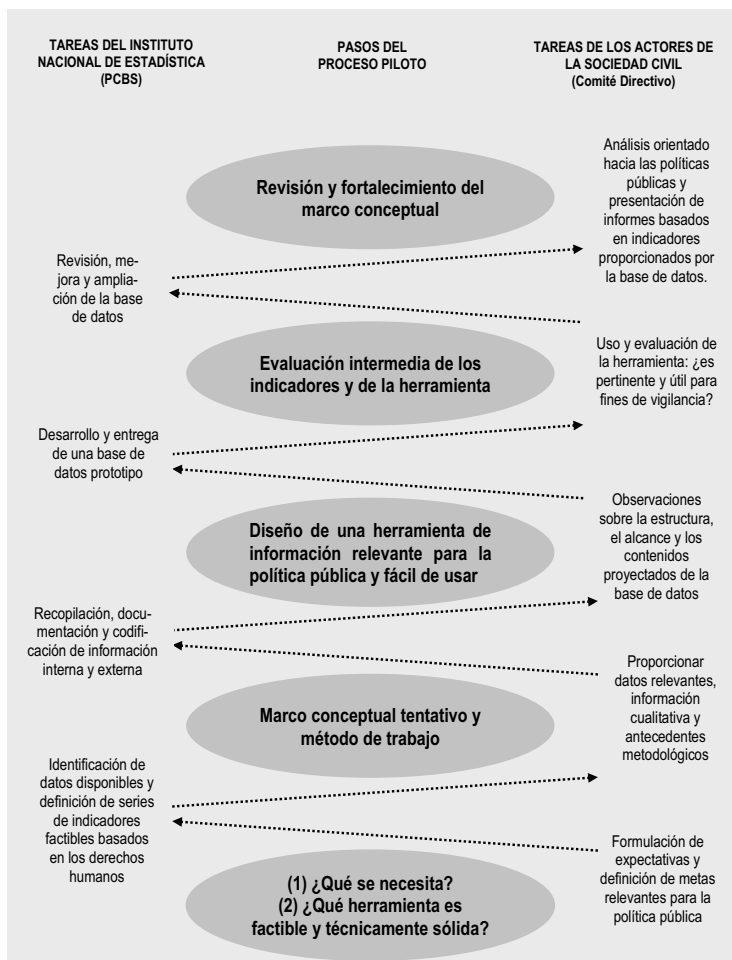 TAREAS DEL INSTITUTO
NACIONAL DE ESTADÍSTICA
(PCBS)
PASOS DEL
PROCESO PILOTO
TAREAS DE LOS ACTORES DE
LA SOCIEDAD CIVIL
(Comité Directivo)
Análisis orientado
hacia las políticas
públicas y
presentación de
informes basados
en indicadores
proporcionados por
la base de datos.
Revisión y fortalecimiento del
marco conceptual
Revisión, me-
jora y amplia-
ción de la base
de datos
Uso y evaluación de
la herramienta: ¿es
pertinente y útil para
fines de vigilancia?
Evaluación intermedia de los
indicadores y de la herramienta
Desarrollo y entrega
de una base de
datos prototipo
Observaciones
sobre la estructura,
el alcance y los
contenidos
proyectados de la
base de datos
Diseño de una herramienta de
información relevante para la
política pública y fácil de usar
Recopilación, docu-
mentación y codifi-
cación de información
interna y externa
Proporcionar
datos relevantes,
información
cualitativa y
antecedentes
metodológicos
Marco conceptual tentativo y
método de trabajo
Identificación de
datos disponibles y
definición de series
de indicadores
factibles basados
en los derechos
humanos
Formulación de
expectativas y
definición de metas
relevantes para la
política pública
(1) ¿Qué se necesita?
(2) ¿Qué herramienta es
factible y técnicamente sólida?